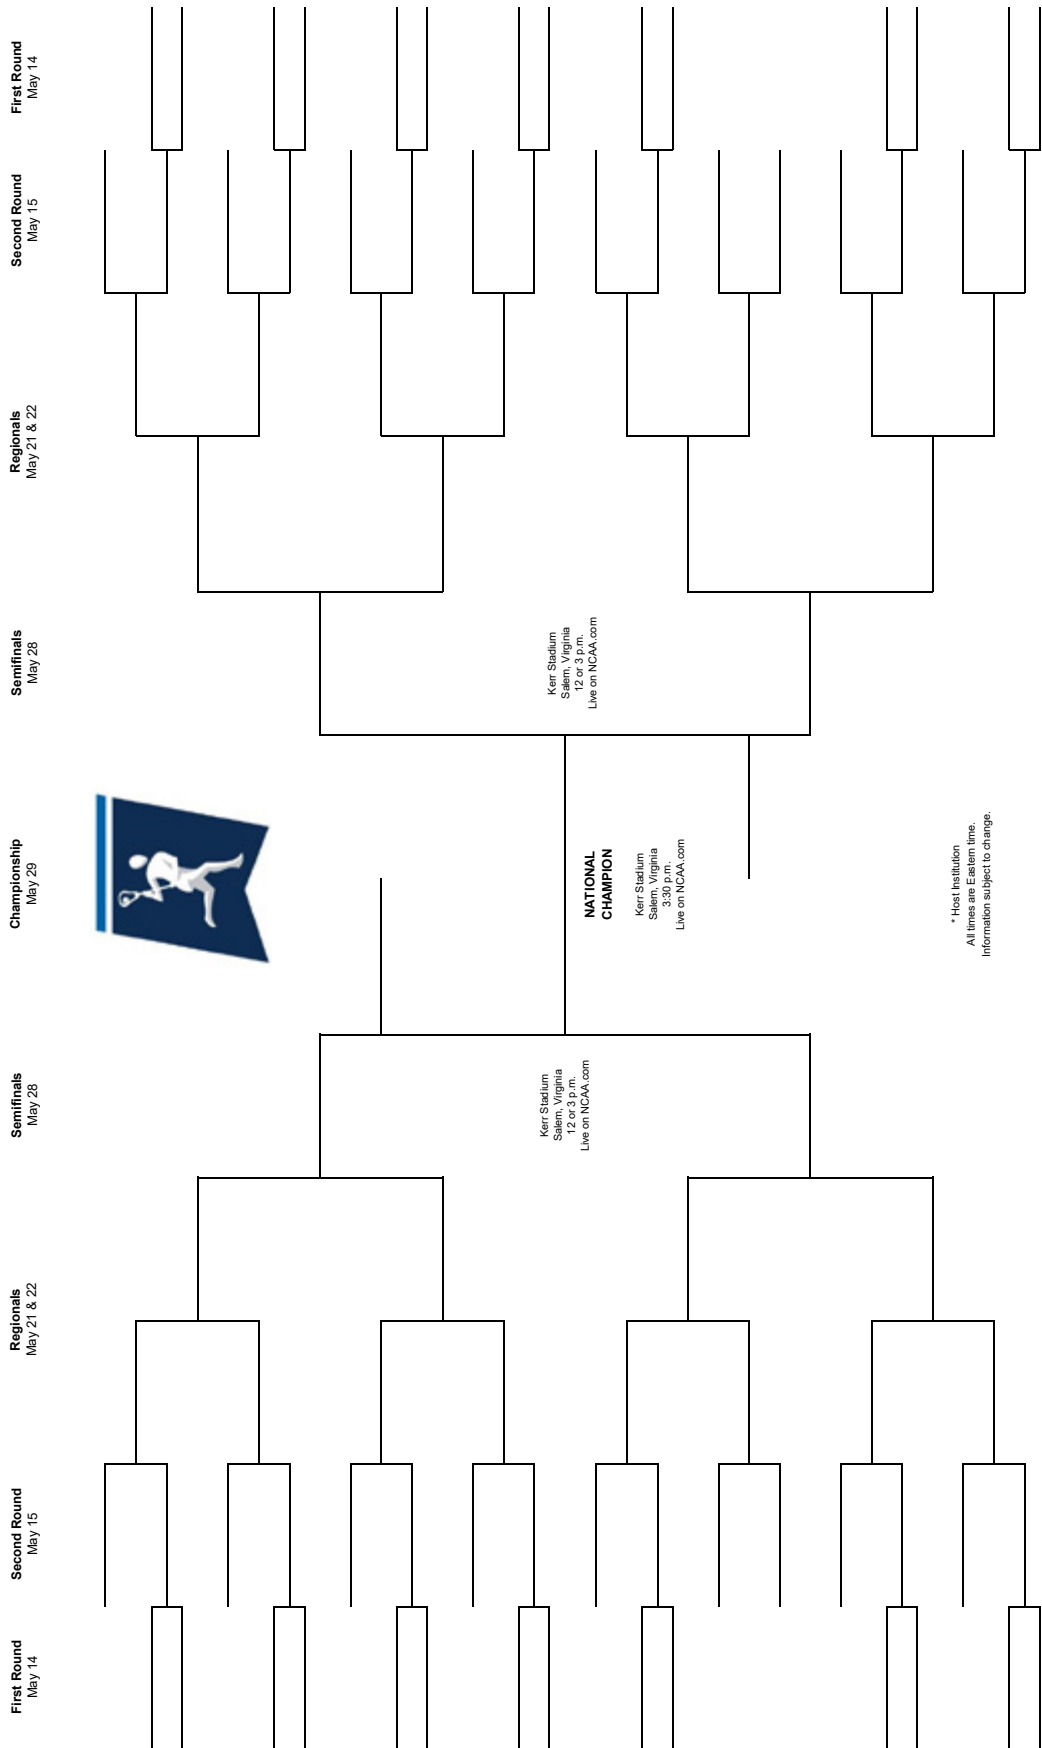 First Round
May 14
Second Round
May 15
Regionals
May 21 & 22
Semifinals
May 28
Championship
May 29
Semifinals
May 28
Regionals
May 21 & 22
Second Round
May 15
First Round
May 14
Kerr Stadium
Salem, Virginia
12 or 3 p.m.
Live on NCAA.com
Kerr Stadium
Salem, Virginia
12 or 3 p.m.
Live on NCAA.com
NATIONAL
CHAMPION
Kerr Stadium
Salem, Virginia
3:30 p.m.
Live on NCAA.com
* Host Institution
All times are Eastern time.
Information subject to change.